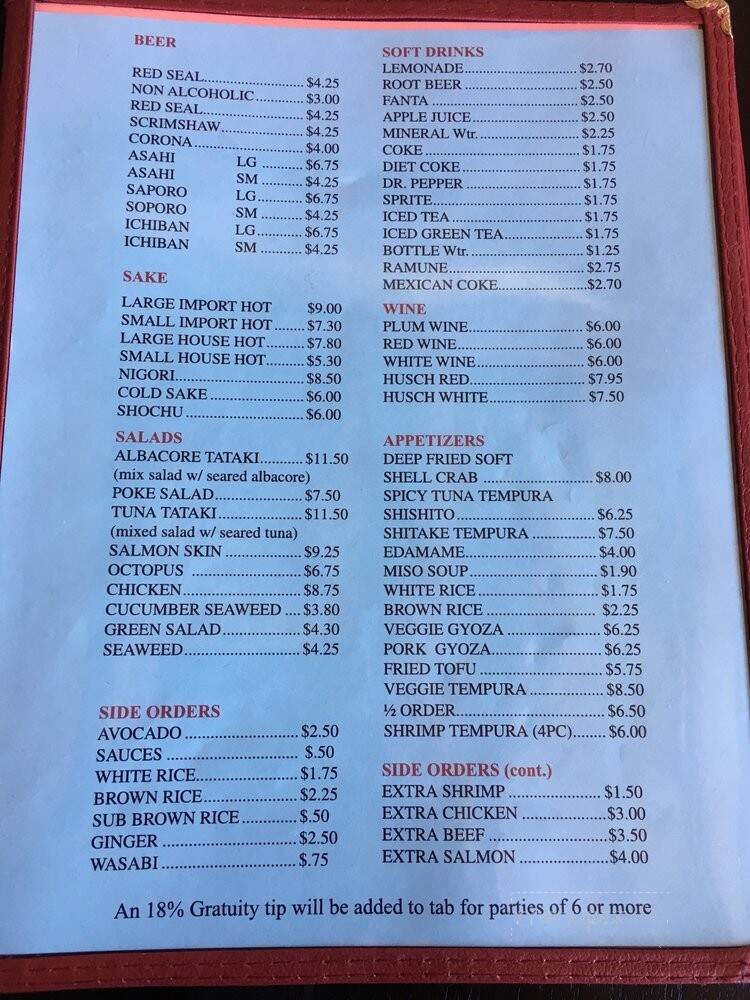 BEER
RED SEAL.......................... $4.25
NON ALCOHOLIC............ $3.00
RED SEAL.......................... $4.25
SCRIMSHAW..................... $4.25
CORONA............................ $4.00
ASAHI LG .......... $6.75
ASAHI SM .......... $4.25
SAPORO LG........... $6.75
SOPORO SM .......... $4.25
ICHIBAN LG........... $6.75
ICHIBAN SM .......... $4.25
SAKE
LARGE IMPORT HOT $9.00
SMALL IMPORT HOT........ $7.30
LARGE HOUSE HOT.......... $7.80
SMALL HOUSE HOT.......... $5.30
NIGORI................................ $8.50
COLD SAKE ........................ $6.00
SHOCHU ............................. $6.00
SALADS
ALBACORE TATAKI........... $11.50
(mix salad w/ seared albacore)
POKE SALAD...................... $7.50
TUNA TATAKI..................... $11.50
(mixed salad w/ seared tuna)
SALMON SKIN .................. $9.25
OCTOPUS .......................... $6.75
CHICKEN............................ $8.75
CUCUMBER SEAWEED .... $3.80
GREEN SALAD................... $4.30
SEAWEED............................ $4.25
SIDE ORDERS
AVOCADO ........................... $2.50
SAUCES ............................... $.50
WHITE RICE........................ $1.75
BROWN RICE...................... $2.25
SUB BROWN RICE............. $.50
GINGER ............................... $2.50
WASABI ............................... $.75
SOFT DRINKS
LEMONADE............................. $2.70
ROOT BEER ............................. $2.50
FANTA ...................................... $2.50
APPLE JUICE........................... $2.50
MINERAL Wtr. ......................... $2.25
COKE ........................................ $1.75
DIET COKE.............................. $1.75
DR. PEPPER ............................. $1.75
SPRITE...................................... $1.75
ICED TEA ................................. $1.75
ICED GREEN TEA.................... $1.75
BOTTLE Wtr. ............................ $1.25
RAMUNE.................................. $2.75
MEXICAN COKE...................... $2.70
WINE
PLUM WINE............................. $6.00
RED WINE................................ $6.00
WHITE WINE........................... $6.00
HUSCH RED............................. $7.95
HUSCH WHITE........................ $7.50
APPETIZERS
DEEP FRIED SOFT
SHELL CRAB ............................ $8.00
SPICY TUNA TEMPURA
SHISHITO .................................. $6.25
SHITAKE TEMPURA ................ $7.50
EDAMAME................................ $4.00
MISO SOUP............................... $1.90
WHITE RICE ............................. $1.75
BROWN RICE ........................... $2.25
VEGGIE GYOZA ...................... $6.25
PORK GYOZA.......................... $6.25
FRIED TOFU ............................. $5.75
VEGGIE TEMPURA .................. $8.50
½ ORDER................................... $6.50
SHRIMP TEMPURA (4PC)........ $6.00
SIDE ORDERS (cont.)
EXTRA SHRIMP ....................... $1.50
EXTRA CHICKEN .................... $3.00
EXTRA BEEF ............................ $3.50
EXTRA SALMON ..................... $4.00
An 18% Gratuity tip will be added to tab for parties of 6 or more